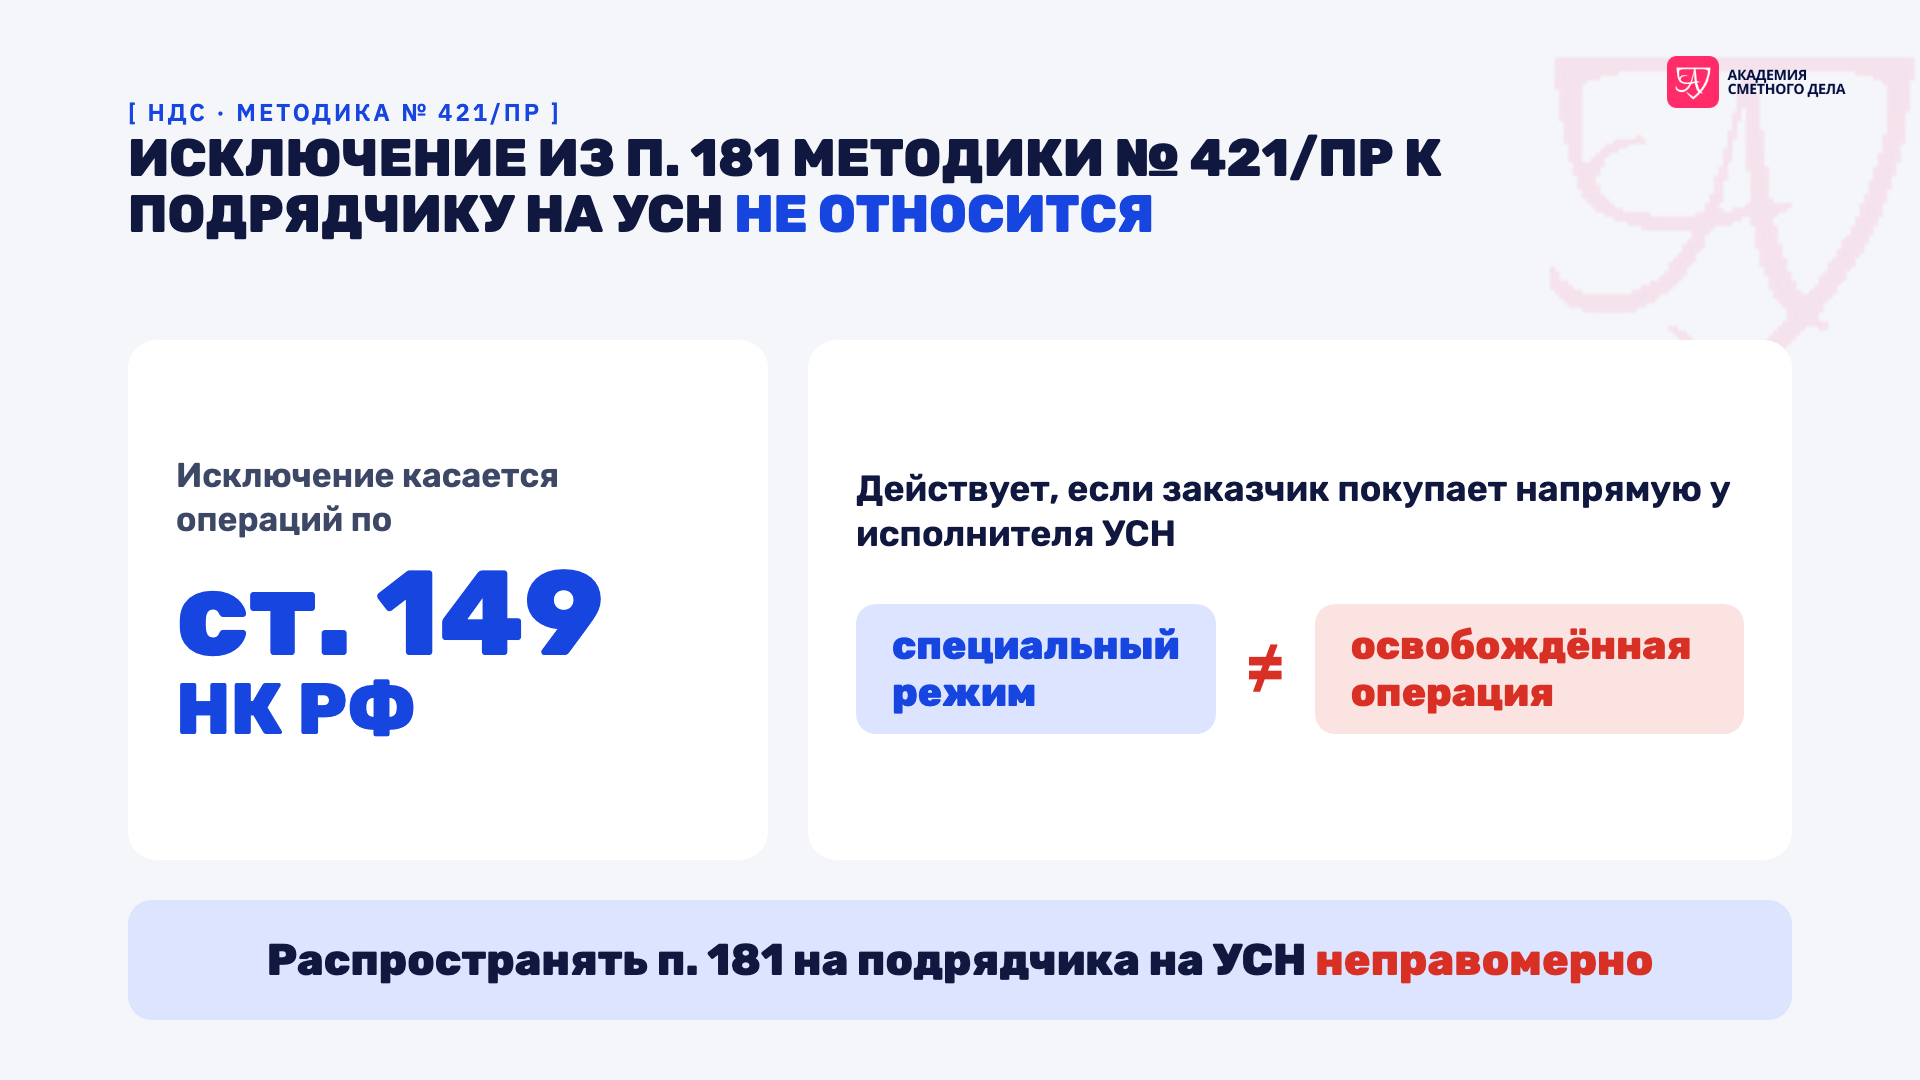 [ НДС · МЕТОДИКА № 421/ПР ]
ИСКЛЮЧЕНИЕ ИЗ П. 181 МЕТОДИКИ № 421/ПР К
ПОДРЯДЧИКУ НА УСН НЕ ОТНОСИТСЯ
АКАДЕМИЯ
СМЕТНОГО ДЕЛА
Исключение касается
операций по
ст. 149
НК РФ
Действует, если заказчик покупает напрямую у
исполнителя УСН
специальный
режим
≠
освобождённая
операция
Распространять п. 181 на подрядчика на УСН неправомерно